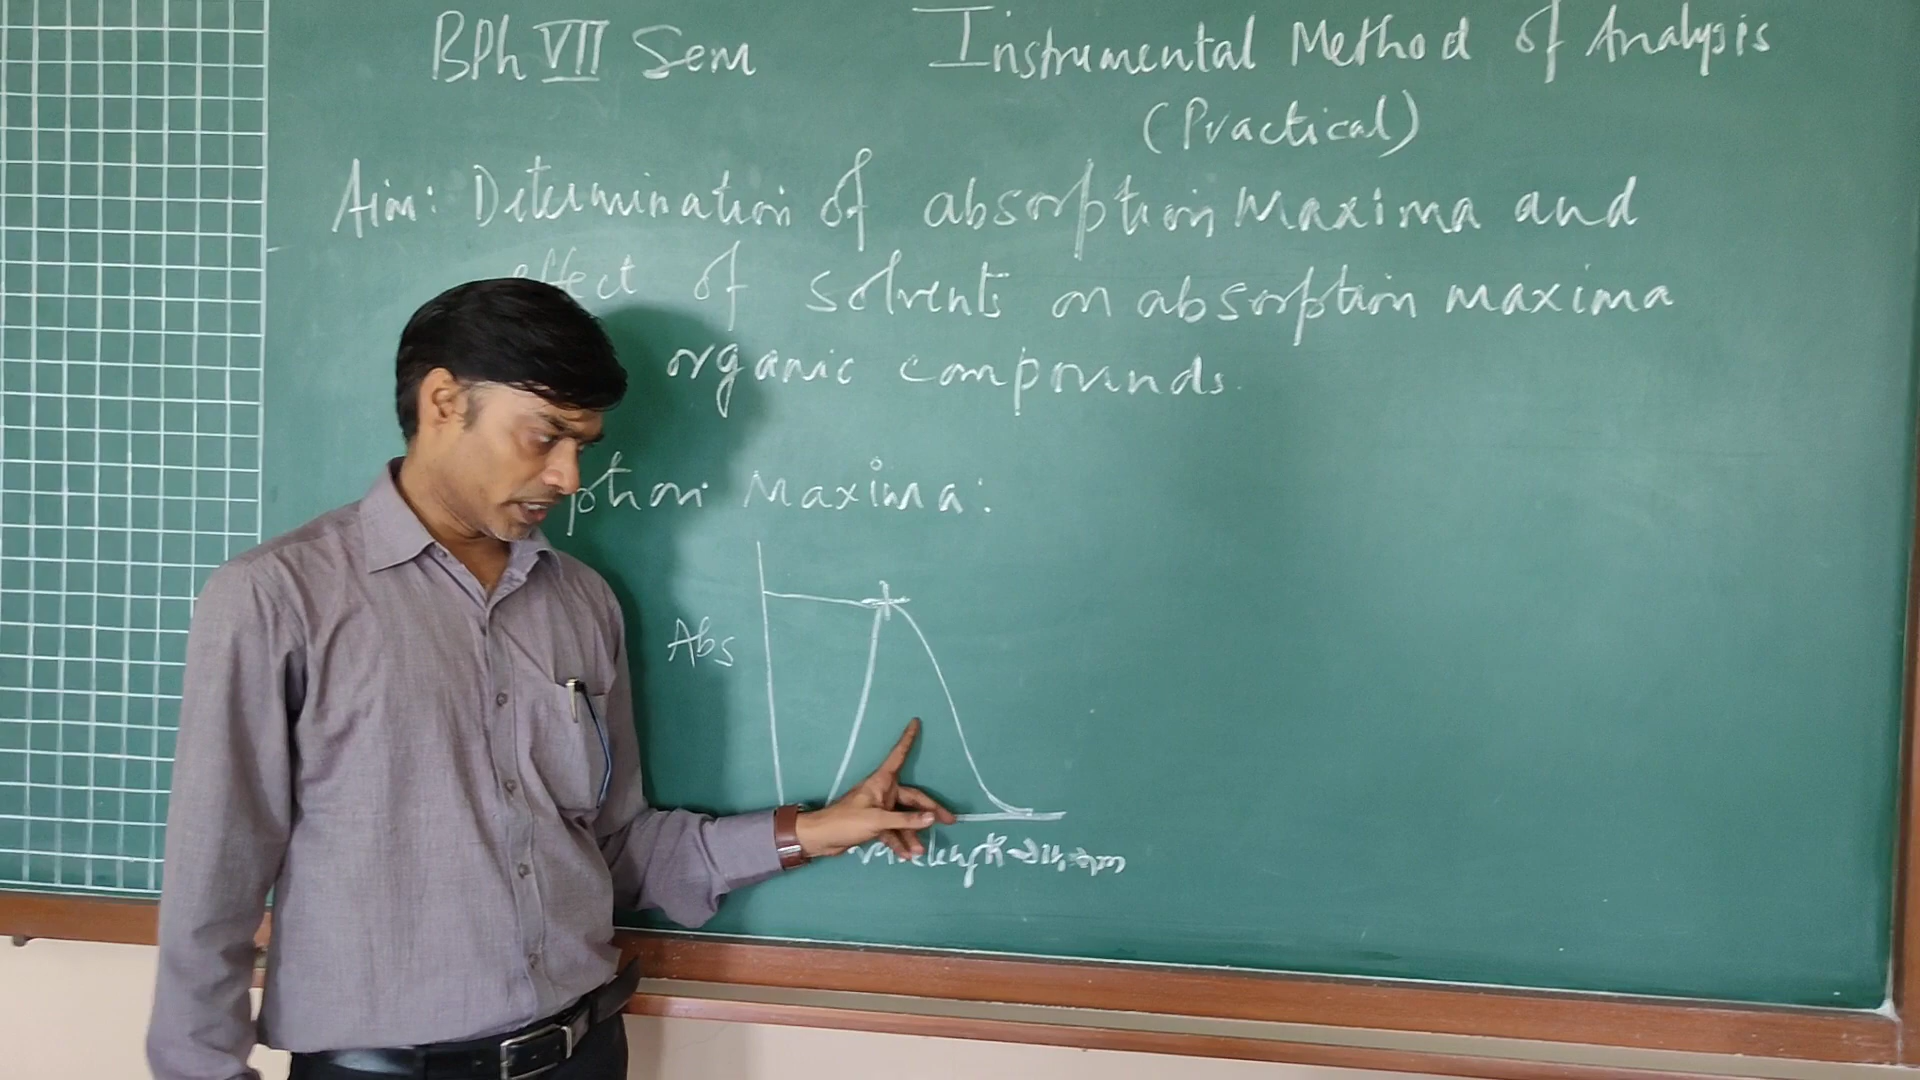 BPh VII Sem Instrumental Method of Analysis
(Practical)
Aim: Determination of absorption Maxima and
effect of solvents on absorption maxima
organic compounds.
ption Maxima:
Abs